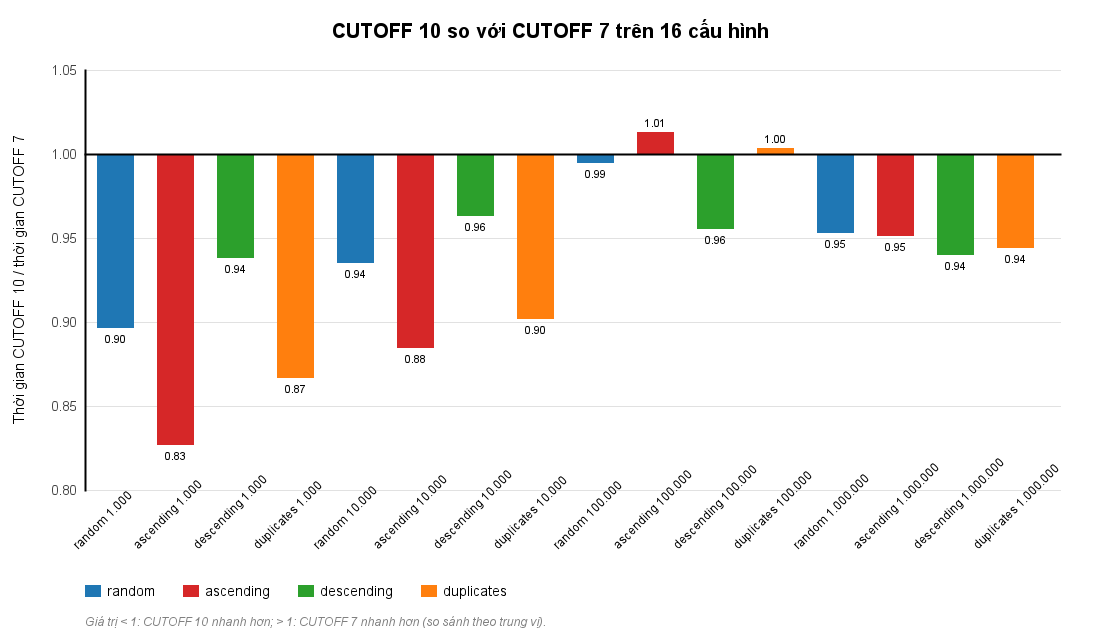 CUTOFF 10 so với CUTOFF 7 trên 16 cấu hình
Thời gian CUTOFF 10 / thời gian CUTOFF 7
1.05
1.00
0.95
0.90
0.85
0.80
0.90
0.83
0.94
0.87
0.94
0.88
0.96
0.90
0.99
1.01
0.96
1.00
0.95
0.95
0.94
0.94
random 1.000
ascending 1.000
descending 1.000
duplicates 1.000
random 10.000
ascending 10.000
descending 10.000
duplicates 10.000
random 100.000
ascending 100.000
descending 100.000
duplicates 100.000
random 1.000.000
ascending 1.000.000
descending 1.000.000
duplicates 1.000.000
random
ascending
descending
duplicates
Giá trị < 1: CUTOFF 10 nhanh hơn; > 1: CUTOFF 7 nhanh hơn (so sánh theo trung vị).